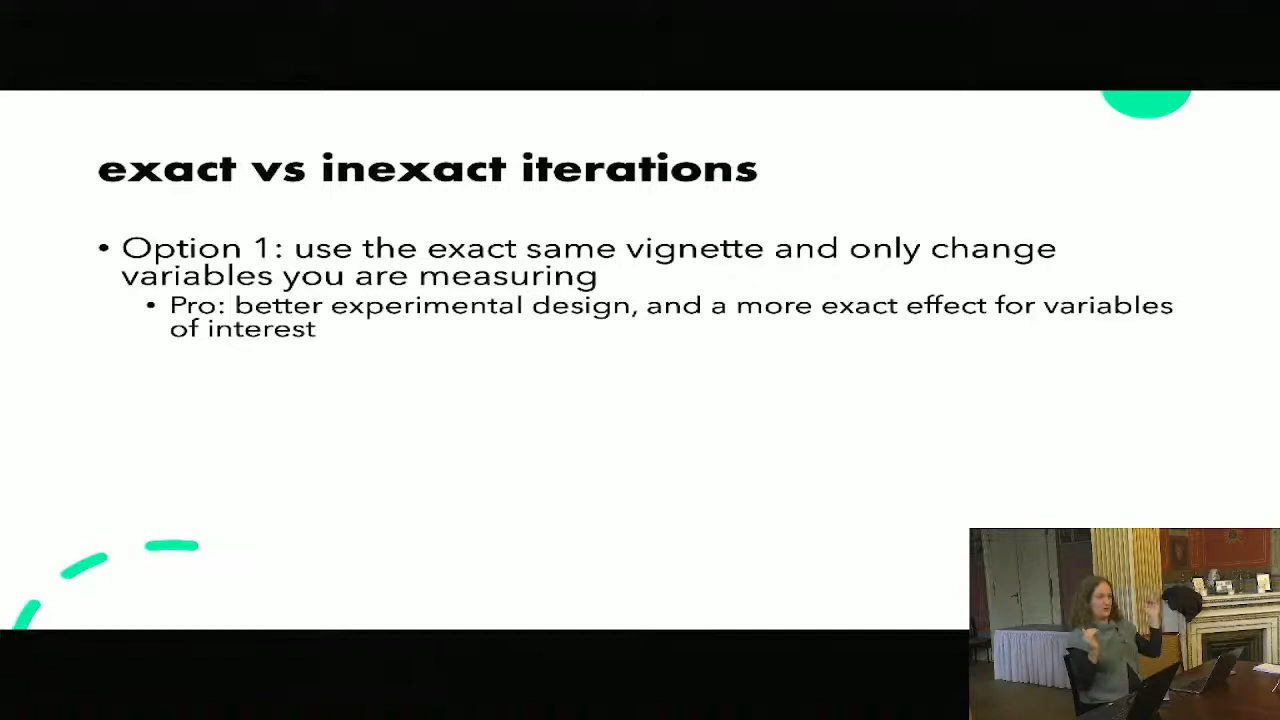 exact vs inexact iterations
• Option 1: use the exact same vignette and only change
variables you are measuring
• Pro: better experimental design, and a more exact effect for variables
of interest